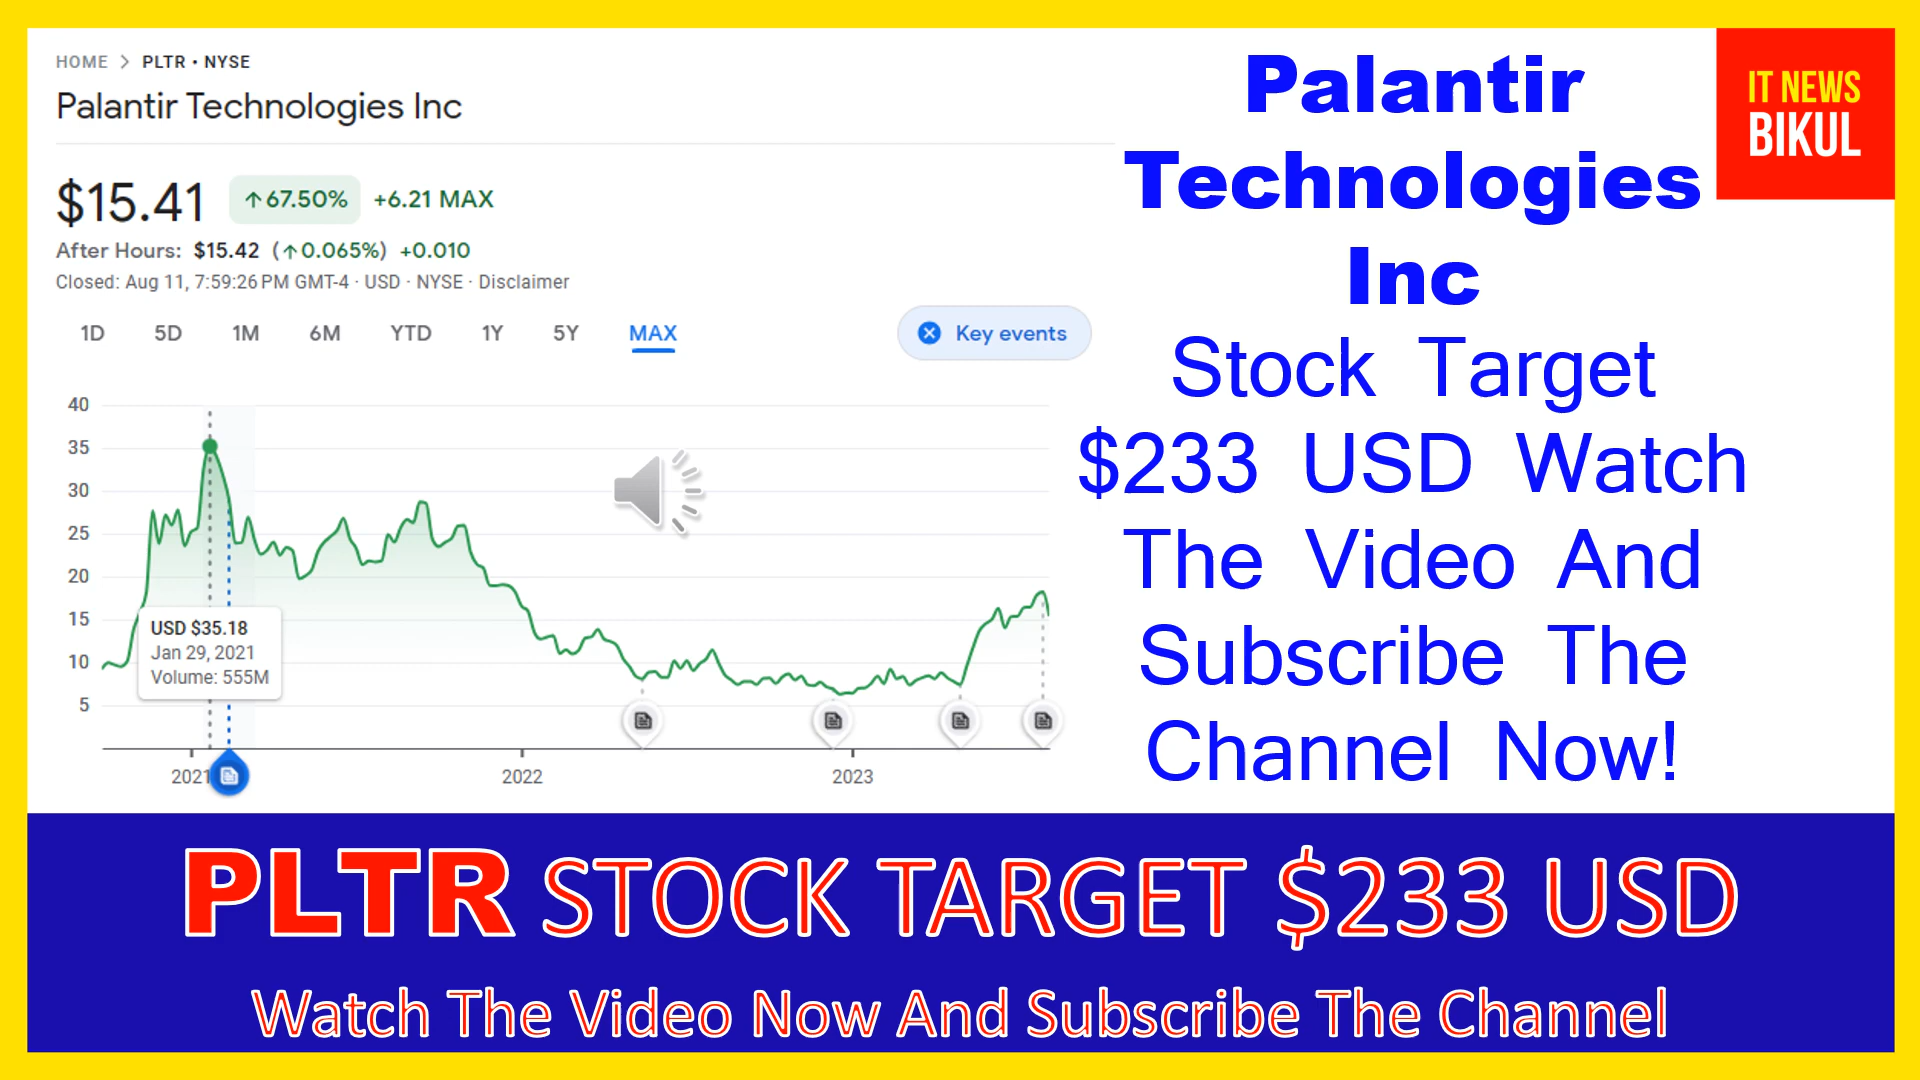 HOME > PLTR • NYSE
Palantir Technologies Inc
$15.41 ↑67.50% +6.21 MAX
After Hours: $15.42 (↑0.065%) +0.010
Closed: Aug 11, 7:59:26 PM GMT-4 · USD · NYSE · Disclaimer
1D 5D 1M 6M YTD 1Y 5Y MAX
Key events
40
35
30
25
20
15
10
5
USD $35.18
Jan 29, 2021
Volume: 555M
2021 2022 2023
Palantir
Technologies
Inc
Stock Target
$233 USD Watch
The Video And
Subscribe The
Channel Now!
IT NEWS
BIKUL
PLTR STOCK TARGET $233 USD
Watch The Video Now And Subscribe The Channel